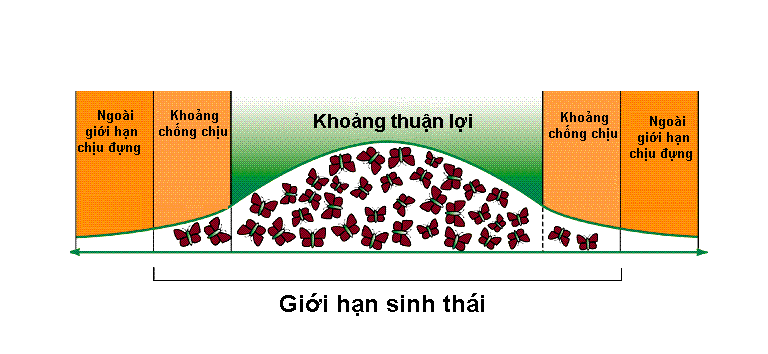 Ngoài
giới hạn
chịu đựng
Khoảng
chống chịu
Khoảng thuận lợi
Khoảng
chống chịu
Ngoài
giới hạn
chịu đựng
Giới hạn sinh thái